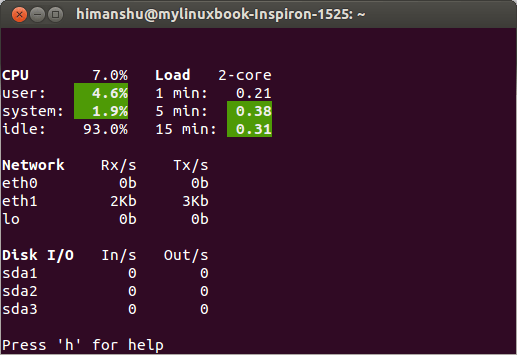 himanshu@mylinuxbook-Inspiron-1525: ~
CPU 7.0% Load 2-core
user: 4.6% 1 min: 0.21
system: 1.9% 5 min: 0.38
idle: 93.0% 15 min: 0.31
Network Rx/s Tx/s
eth0 0b 0b
eth1 2Kb 3Kb
lo 0b 0b
Disk I/O In/s Out/s
sda1 0 0
sda2 0 0
sda3 0 0
Press 'h' for help